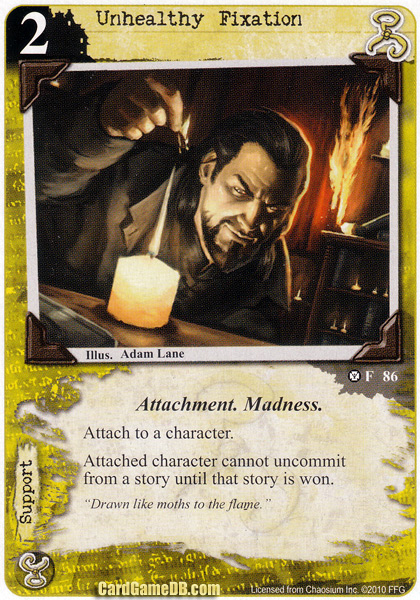 2
Unhealthy Fixation
Illus. Adam Lane
F 86
Attachment. Madness.
Attach to a character.
Attached character cannot uncommit
from a story until that story is won.
“Drawn like moths to the flame.”
Support
CardGameDB.com
Licensed from Chaosium Inc. ©2010 FFG